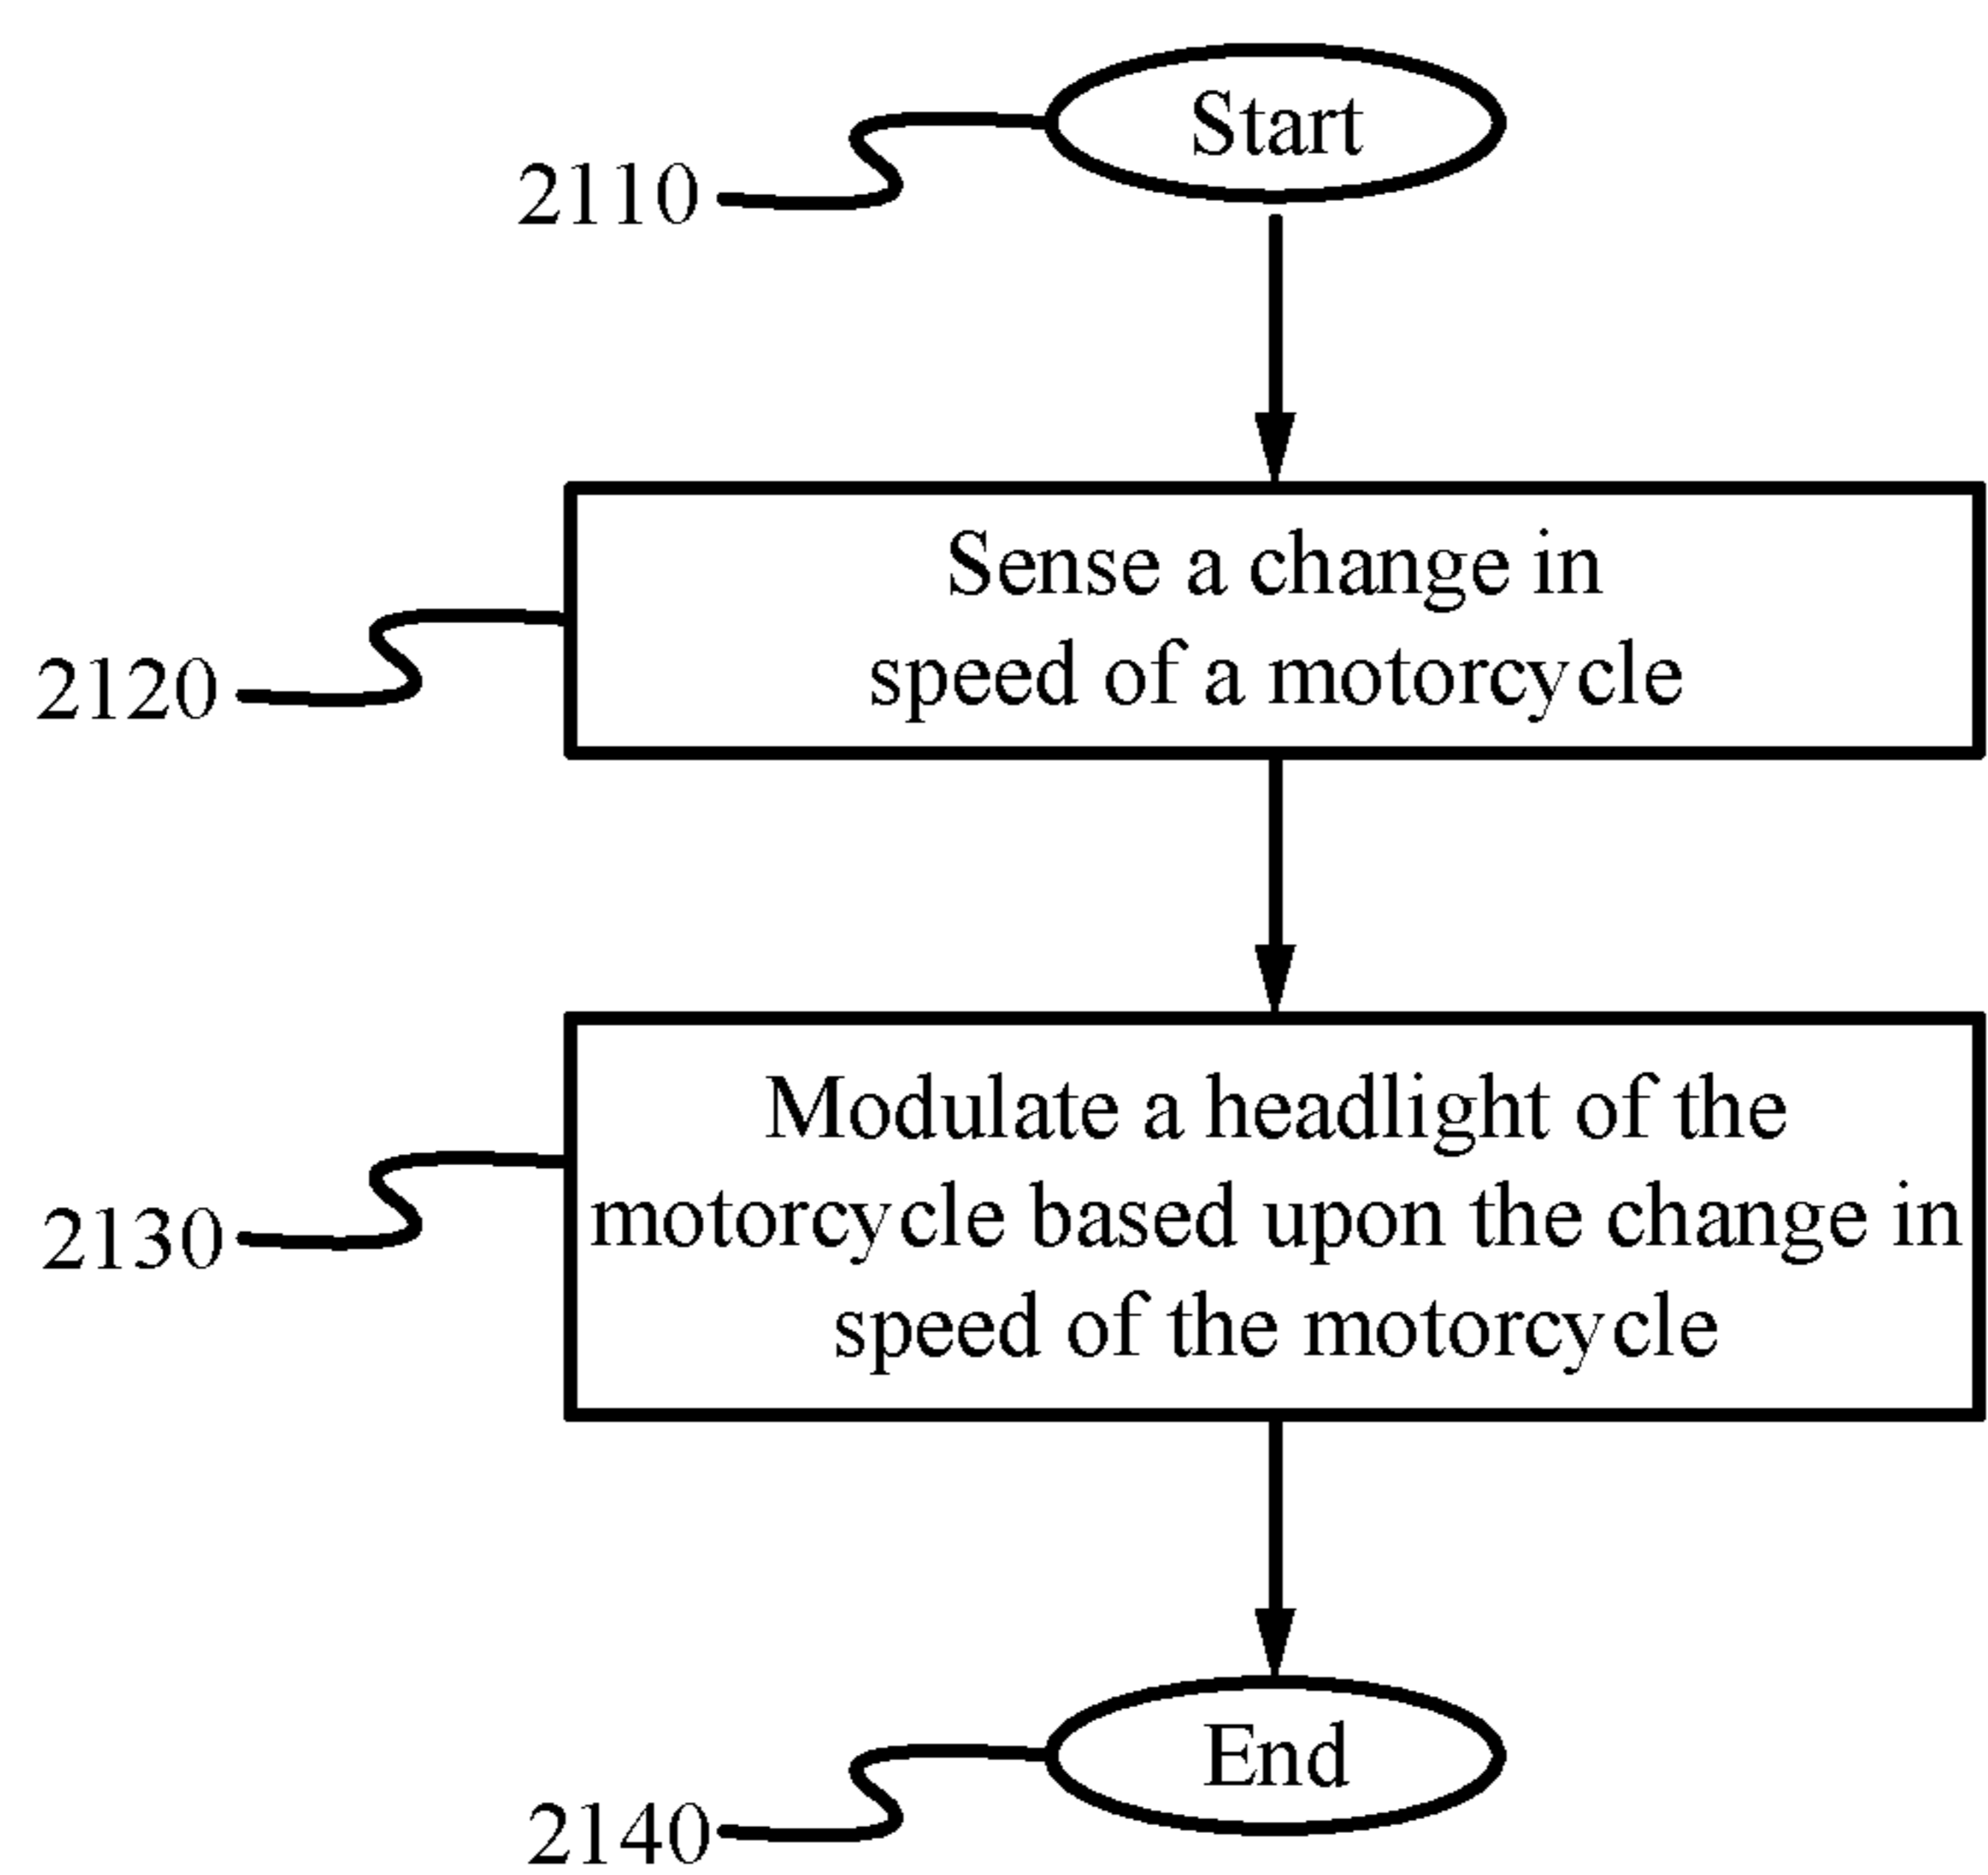 Start
2110
Sense a change in
speed of a motorcycle
2120
Modulate a headlight of the
motorcycle based upon the change in
speed of the motorcycle
2130
End
2140